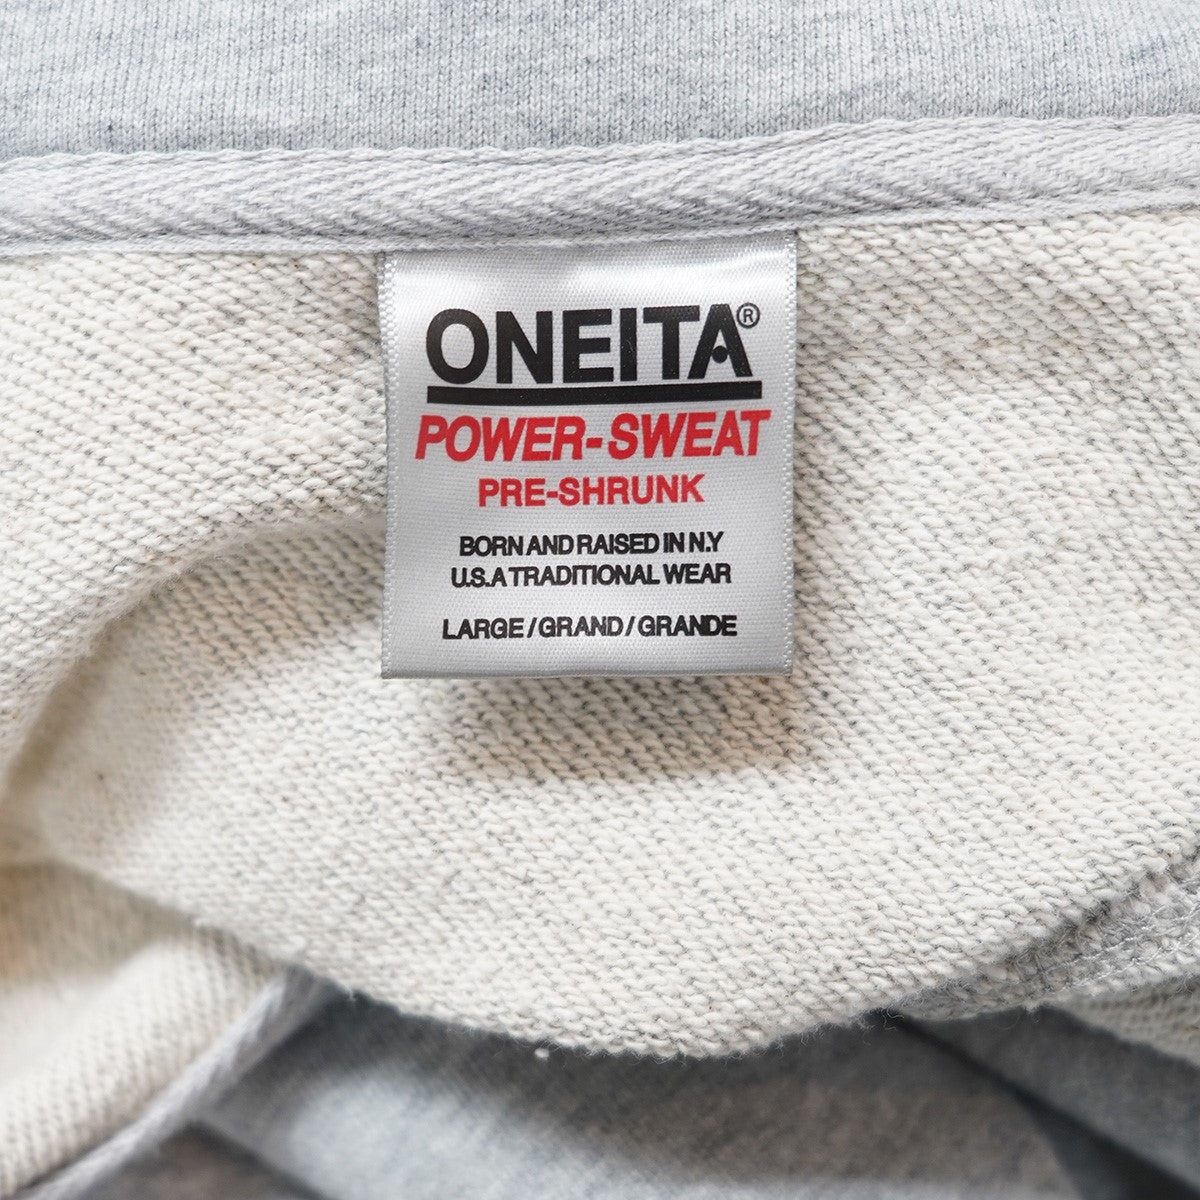 ONEITA®
POWER-SWEAT
PRE-SHRUNK
BORN AND RAISED IN N.Y
U.S.A TRADITIONAL WEAR
LARGE / GRAND / GRANDE